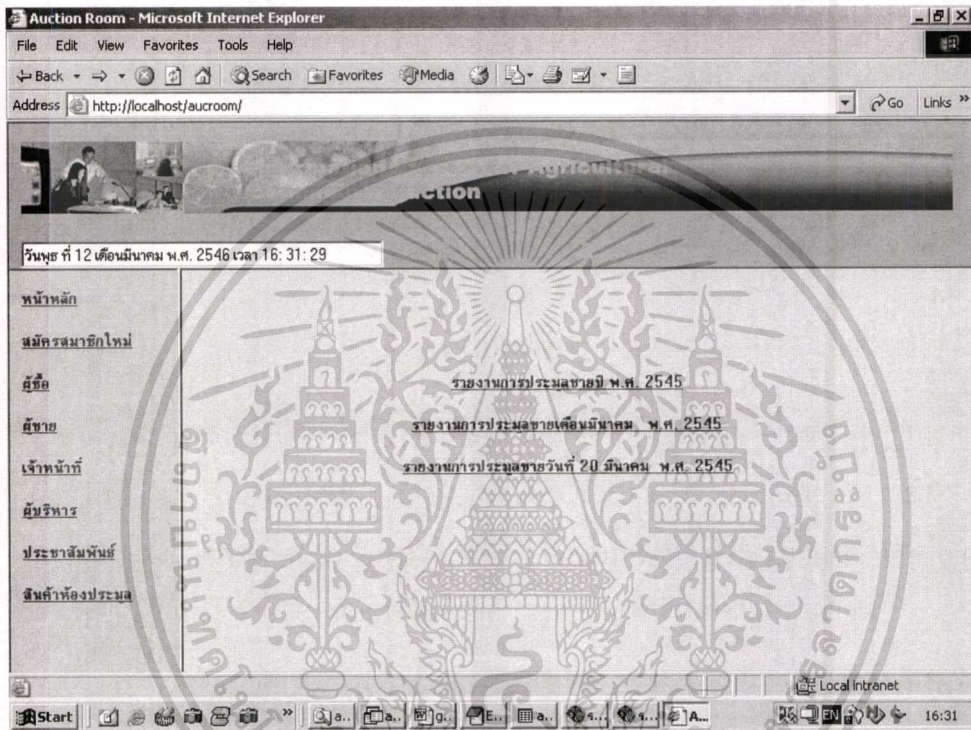 Auction Room - Microsoft Internet Explorer
File Edit View Favorites Tools Help
Back Search Favorites Media
Address http://localhost/aucroom/ Go Links »
Agricultural
วันพุธ ที่ 12 เดือนมีนาคม พ.ศ. 2546 เวลา 16: 31: 29
หน้าหลัก
สมัครสมาชิกใหม่
ผู้ซื้อ
ผู้ขาย
เจ้าหน้าที่
ผู้บริหาร
ประชาสัมพันธ์
สินค้าห้องประมูล
รายงานการประมูลขายปี พ.ศ. 2545
รายงานการประมูลขายเดือนมีนาคม พ.ศ. 2545
รายงานการประมูลขายวันที่ 20 มีนาคม พ.ศ. 2545
Local intranet
Start » a.. a.. g.. E.. a.. s... s... A... EN 16:31